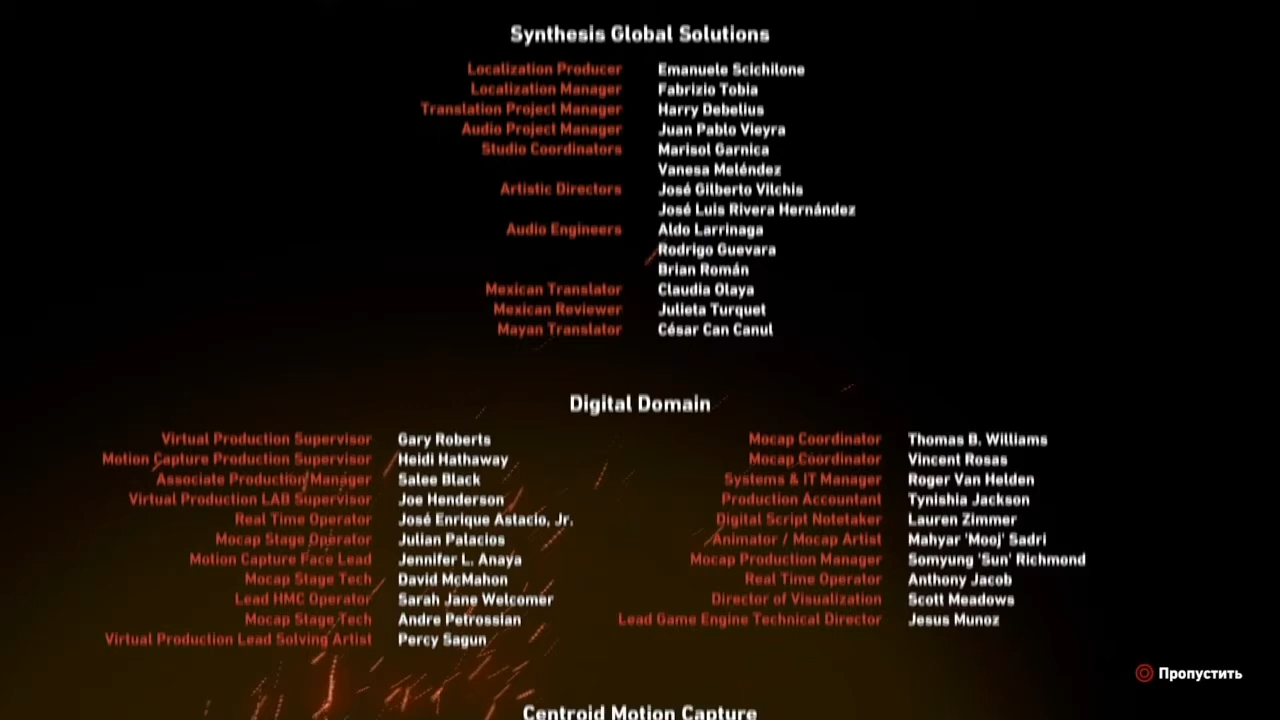 Synthesis Global Solutions
Localization Producer Emanuele Scichilone
Localization Manager Fabrizio Tobia
Translation Project Manager Harry Debelius
Audio Project Manager Juan Pablo Vieyra
Studio Coordinators Marisol Garnica
Vanesa Meléndez
Artistic Directors José Gilberto Vilchis
José Luis Rivera Hernández
Audio Engineers Aldo Larrinaga
Rodrigo Guevara
Brian Román
Mexican Translator Claudia Olaya
Mexican Reviewer Julieta Turquet
Mayan Translator César Can Canul
Digital Domain
Virtual Production Supervisor Gary Roberts
Motion Capture Production Supervisor Heidi Hathaway
Associate Production Manager Salee Black
Virtual Production LAB Supervisor Joe Henderson
Real Time Operator José Enrique Astacio, Jr.
Mocap Stage Operator Julian Palacios
Motion Capture Face Lead Jennifer L. Anaya
Mocap Stage Tech David McMahon
Lead HMC Operator Sarah Jane Welcomer
Mocap Stage Tech Andre Petrossian
Virtual Production Lead Solving Artist Percy Sagun
Mocap Coordinator Thomas B. Williams
Mocap Coordinator Vincent Rosas
Systems & IT Manager Roger Van Helden
Production Accountant Tynishia Jackson
Digital Script Notetaker Lauren Zimmer
Animator / Mocap Artist Mahyar 'Mooj' Sadri
Mocap Production Manager Somyung 'Sun' Richmond
Real Time Operator Anthony Jacob
Director of Visualization Scott Meadows
Lead Game Engine Technical Director Jesus Munoz
Пропустить
Centroid Motion Capture